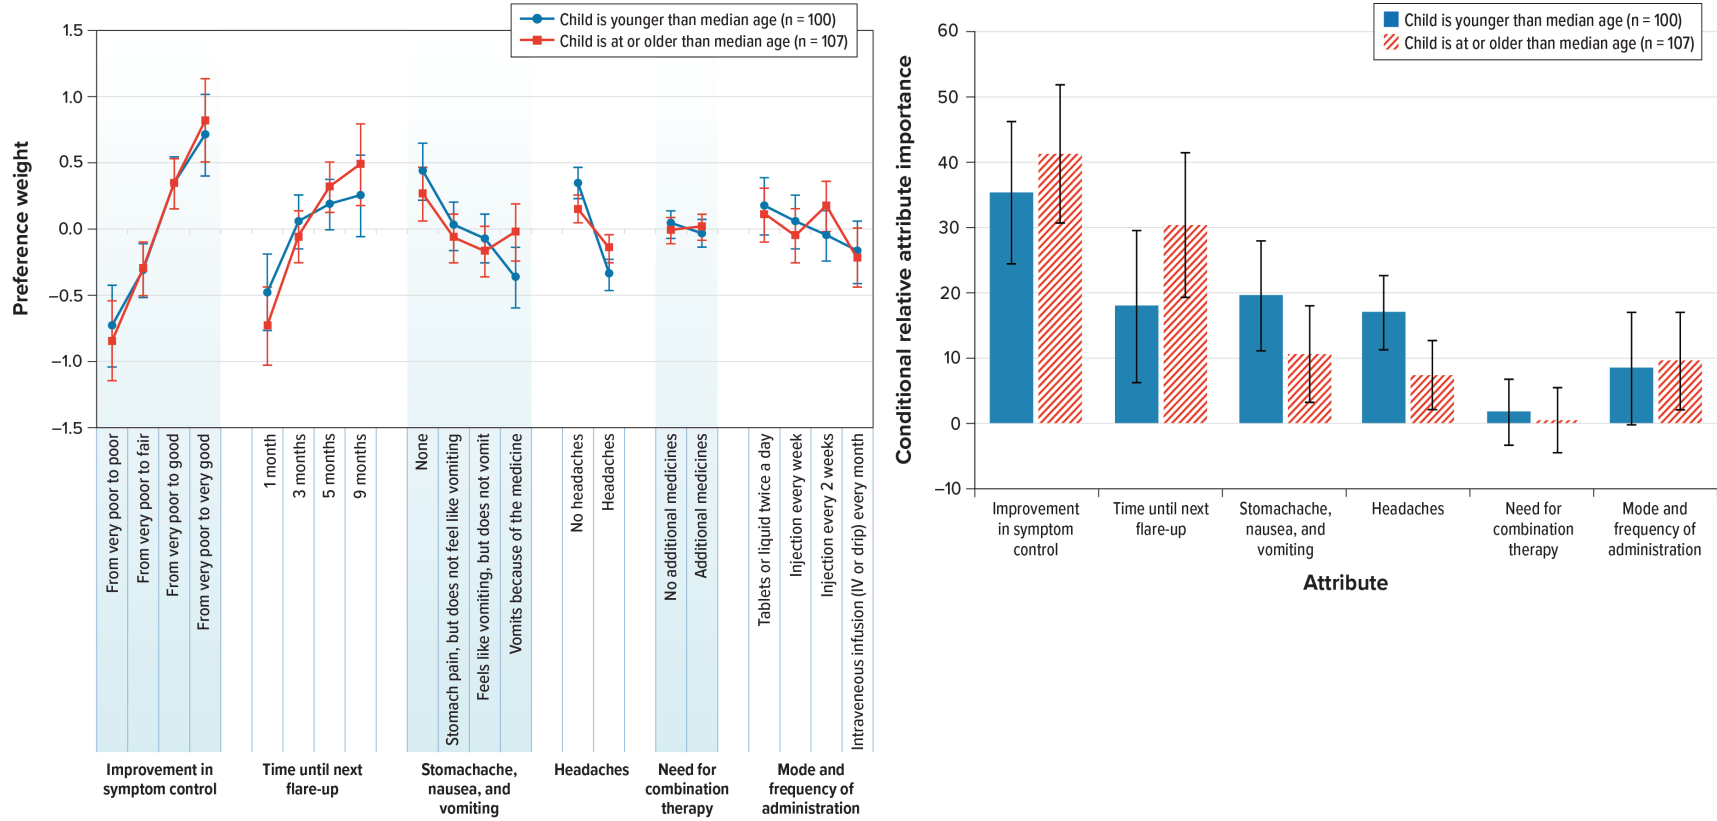 Child is younger than median age (n = 100)
Child is at or older than median age (n = 107)
Preference weight
1.5
1.0
0.5
0.0
−0.5
−1.0
−1.5
From very poor to poor
From very poor to fair
From very poor to good
From very poor to very good
1 month
3 months
5 months
9 months
None
Stomach pain, but does not feel like vomiting
Feels like vomiting, but does not vomit
Vomits because of the medicine
No headaches
Headaches
No additional medicines
Additional medicines
Tablets or liquid twice a day
Injection every week
Injection every 2 weeks
Intraveneous infusion (IV or drip) every month
Improvement in
symptom control
Time until next
flare-up
Stomachache,
nausea, and
vomiting
Headaches
Need for
combination
therapy
Mode and
frequency of
administration
Child is younger than median age (n = 100)
Child is at or older than median age (n = 107)
Conditional relative attribute importance
60
50
40
30
20
10
0
−10
Improvement
in symptom
control
Time until next
flare-up
Stomachache,
nausea, and
vomiting
Headaches
Need for
combination
therapy
Mode and
frequency of
administration
Attribute